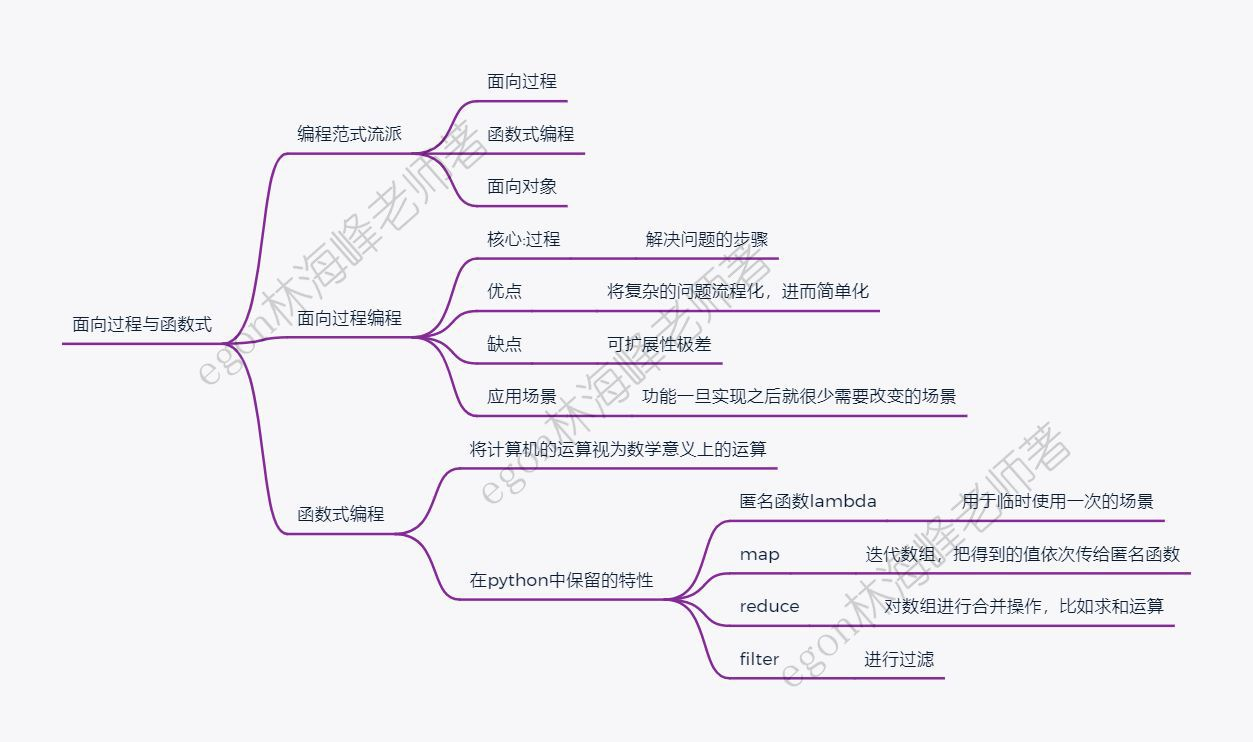 面向过程与函数式
编程范式流派
面向过程
函数式编程
面向对象
面向过程编程
核心:过程
解决问题的步骤
优点
将复杂的问题流程化，进而简单化
缺点
可扩展性极差
应用场景
功能一旦实现之后就很少需要改变的场景
函数式编程
将计算机的运算视为数学意义上的运算
在python中保留的特性
匿名函数lambda
用于临时使用一次的场景
map
迭代数组，把得到的值依次传给匿名函数
reduce
对数组进行合并操作，比如求和运算
filter
进行过滤
egon林海峰老师著
egon林海峰老师著
egon林海峰老师著